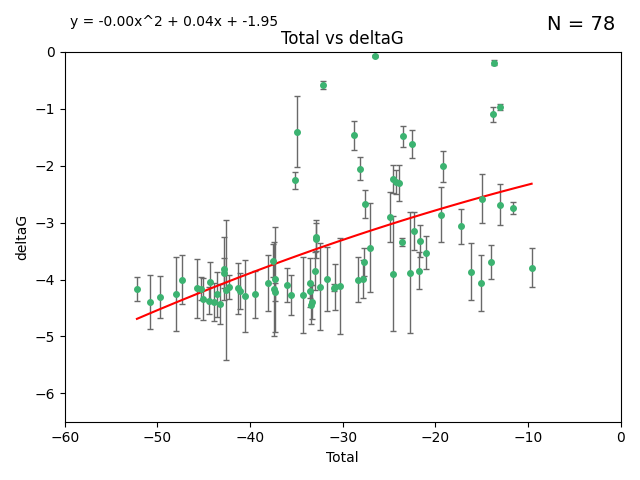 y = -0.00x^2 + 0.04x + -1.95
N = 78
Total vs deltaG
0
−1
−2
−3
−4
−5
−6
deltaG
−60
−50
−40
−30
−20
−10
0
Total